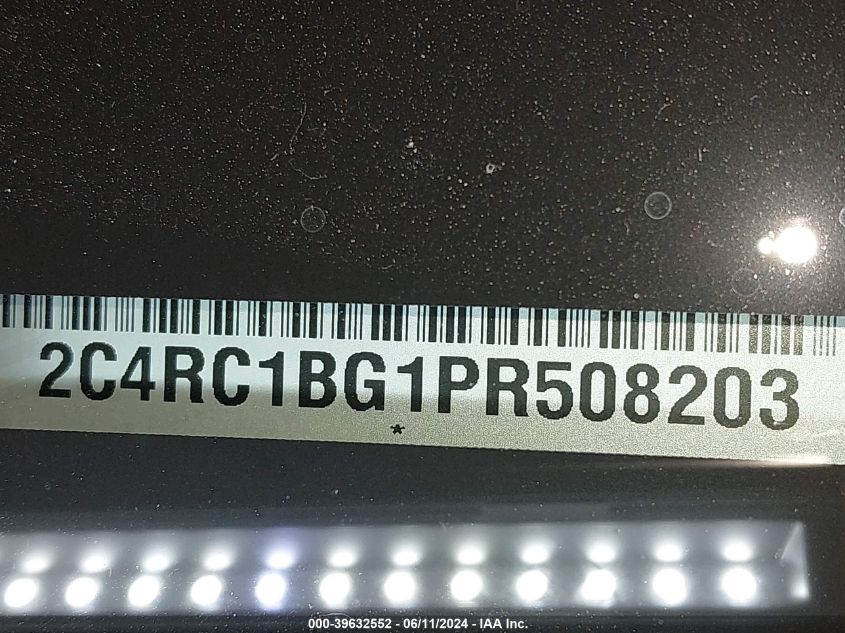 2C4RC1BG1PR508203
*
000-39632552 - 06/11/2024 - IAA Inc.